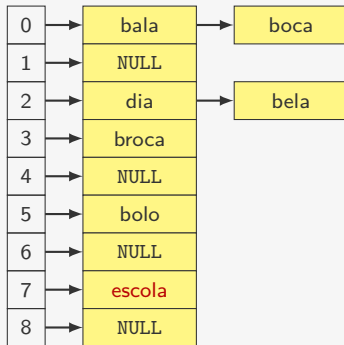 0 bala boca
1 NULL
2 dia bela
3 broca
4 NULL
5 bolo
6 NULL
7 escola
8 NULL